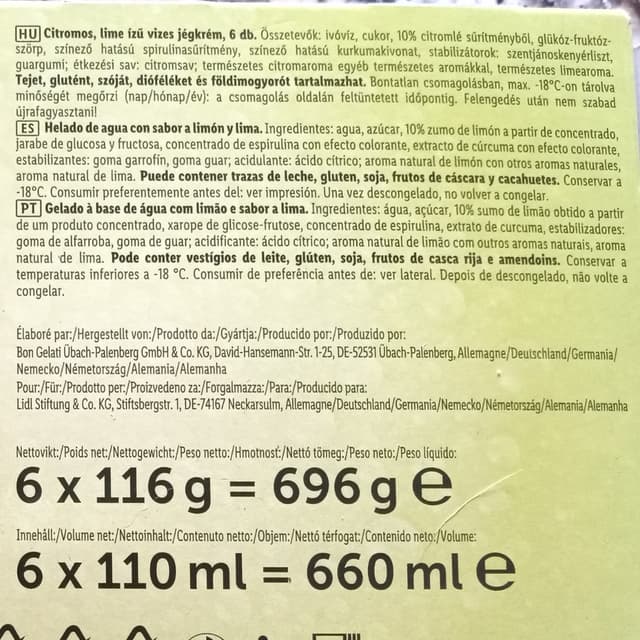 HU Citromos, lime ízű vizes jégkrém, 6 db. Összetevők: ivóvíz, cukor, 10% citromlé sűrítményből, glükóz-fruktóz-
szörp, színező hatású spirulinasűrítmény, színező hatású kurkumakivonat, stabilizátorok: szentjánoskenyérliszt,
guargumi; étkezési sav: citromsav; természetes citromaroma egyéb természetes aromákkal, természetes limearoma.
Tejet, glutént, szóját, dióféléket és földimogyorót tartalmazhat. Bontatlan csomagolásban, max. -18°C-on tárolva
minőségét megőrzi (nap/hónap/év): a csomagolás oldalán feltüntetett időpontig. Felengedés után nem szabad
újrafagyasztani!
ES Helado de agua con sabor a limón y lima. Ingredientes: agua, azúcar, 10% zumo de limón a partir de concentrado,
jarabe de glucosa y fructosa, concentrado de espirulina con efecto colorante, extracto de cúrcuma con efecto colorante,
estabilizantes: goma garrofín, goma guar; acidulante: ácido cítrico; aroma natural de limón con otros aromas naturales,
aroma natural de lima. Puede contener trazas de leche, gluten, soja, frutos de cáscara y cacahuetes. Conservar a
-18°C. Consumir preferentemente antes del: ver impresión. Una vez descongelado, no volver a congelar.
PT Gelado à base de água com limão e sabor a lima. Ingredientes: água, açúcar, 10% sumo de limão obtido a partir
de um produto concentrado, xarope de glicose-frutose, concentrado de espirulina, extrato de curcuma, estabilizadores:
goma de alfarroba, goma de guar; acidificante: ácido cítrico; aroma natural de limão com outros aromas naturais, aroma
natural de lima. Pode conter vestígios de leite, glúten, soja, frutos de casca rija e amendoins. Conservar a
temperaturas inferiores a -18 °C. Consumir de preferência antes de: ver lateral. Depois de descongelado, não volte a
congelar.
Élaboré par:/Hergestellt von:/Prodotto da:/Gyártja:/Producido por:/Produzido por:
Bon Gelati Übach-Palenberg GmbH & Co. KG, David-Hansemann-Str. 1-25, DE-52531 Übach-Palenberg, Allemagne/Deutschland/Germania/
Nemecko/Németország/Alemania/Alemanha
Pour:/Für:/Prodotto per:/Proizvedeno za:/Forgalmazza:/Para:/Producido para:
Lidl Stiftung & Co. KG, Stiftsbergstr. 1, DE-74167 Neckarsulm, Allemagne/Deutschland/Germania/Nemecko/Németország/Alemania/Alemanha
Nettovikt:/Poids net:/Nettogewicht:/Peso netto:/Hmotnosť:/Nettó tömeg:/Peso neto:/Peso líquido:
6 x 116 g = 696 g ℮
Innehåll:/Volume net:/Nettoinhalt:/Contenuto netto:/Objem:/Nettó térfogat:/Contenido neto:/Volume:
6 x 110 ml = 660 ml ℮